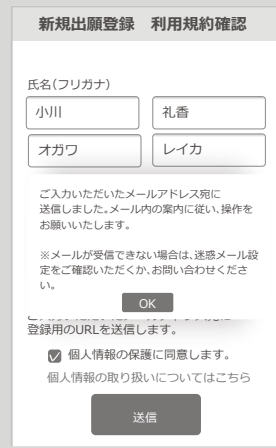 新規出願登録　利用規約確認
氏名(フリガナ)
小川 礼香
オガワ レイカ
ご入力いただいたメールアドレス宛に
送信しました。メール内の案内に従い、操作を
お願いいたします。
※メールが受信できない場合は、迷惑メール設
定をご確認いただくか、お問い合わせくださ
い。
OK
登録用のURLを送信します。
個人情報の保護に同意します。
個人情報の取り扱いについてはこちら
送信